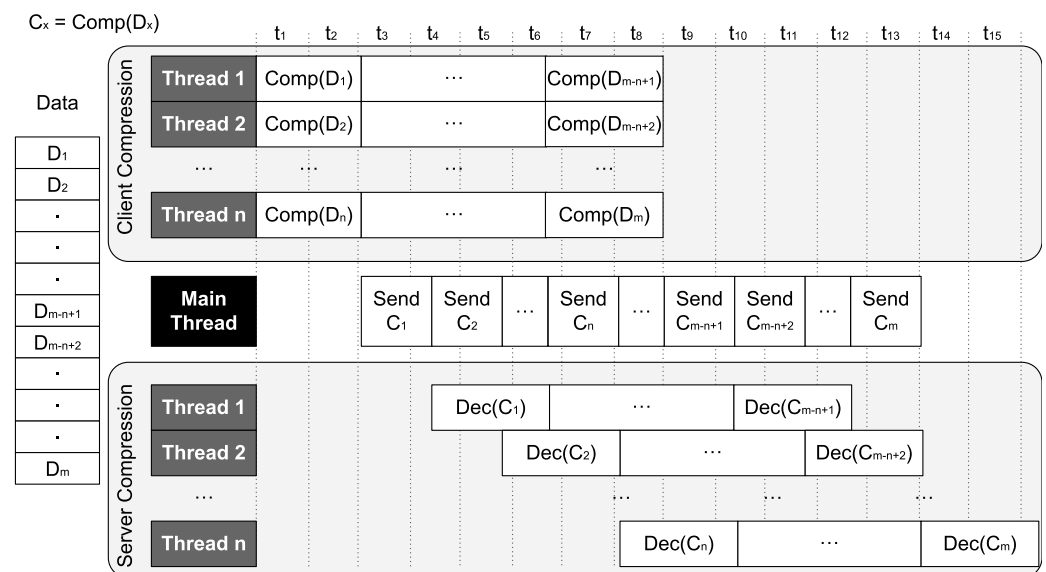 Cₓ = Comp(Dₓ)
t₁ t₂ t₃ t₄ t₅ t₆ t₇ t₈ t₉ t₁₀ t₁₁ t₁₂ t₁₃ t₁₄ t₁₅
Data
D₁
D₂
.
.
.
Dₘ₋ₙ₊₁
Dₘ₋ₙ₊₂
.
.
.
Dₘ
Client Compression
Thread 1 Comp(D₁) ... Comp(Dₘ₋ₙ₊₁)
Thread 2 Comp(D₂) ... Comp(Dₘ₋ₙ₊₂)
... ... ... ...
Thread n Comp(Dₙ) ... Comp(Dₘ)
Main
Thread
Send
C₁
Send
C₂
...
Send
Cₙ
...
Send
Cₘ₋ₙ₊₁
Send
Cₘ₋ₙ₊₂
...
Send
Cₘ
Server Compression
Thread 1 Dec(C₁) ... Dec(Cₘ₋ₙ₊₁)
Thread 2 Dec(C₂) ... Dec(Cₘ₋ₙ₊₂)
... ... ... ...
Thread n Dec(Cₙ) ... Dec(Cₘ)